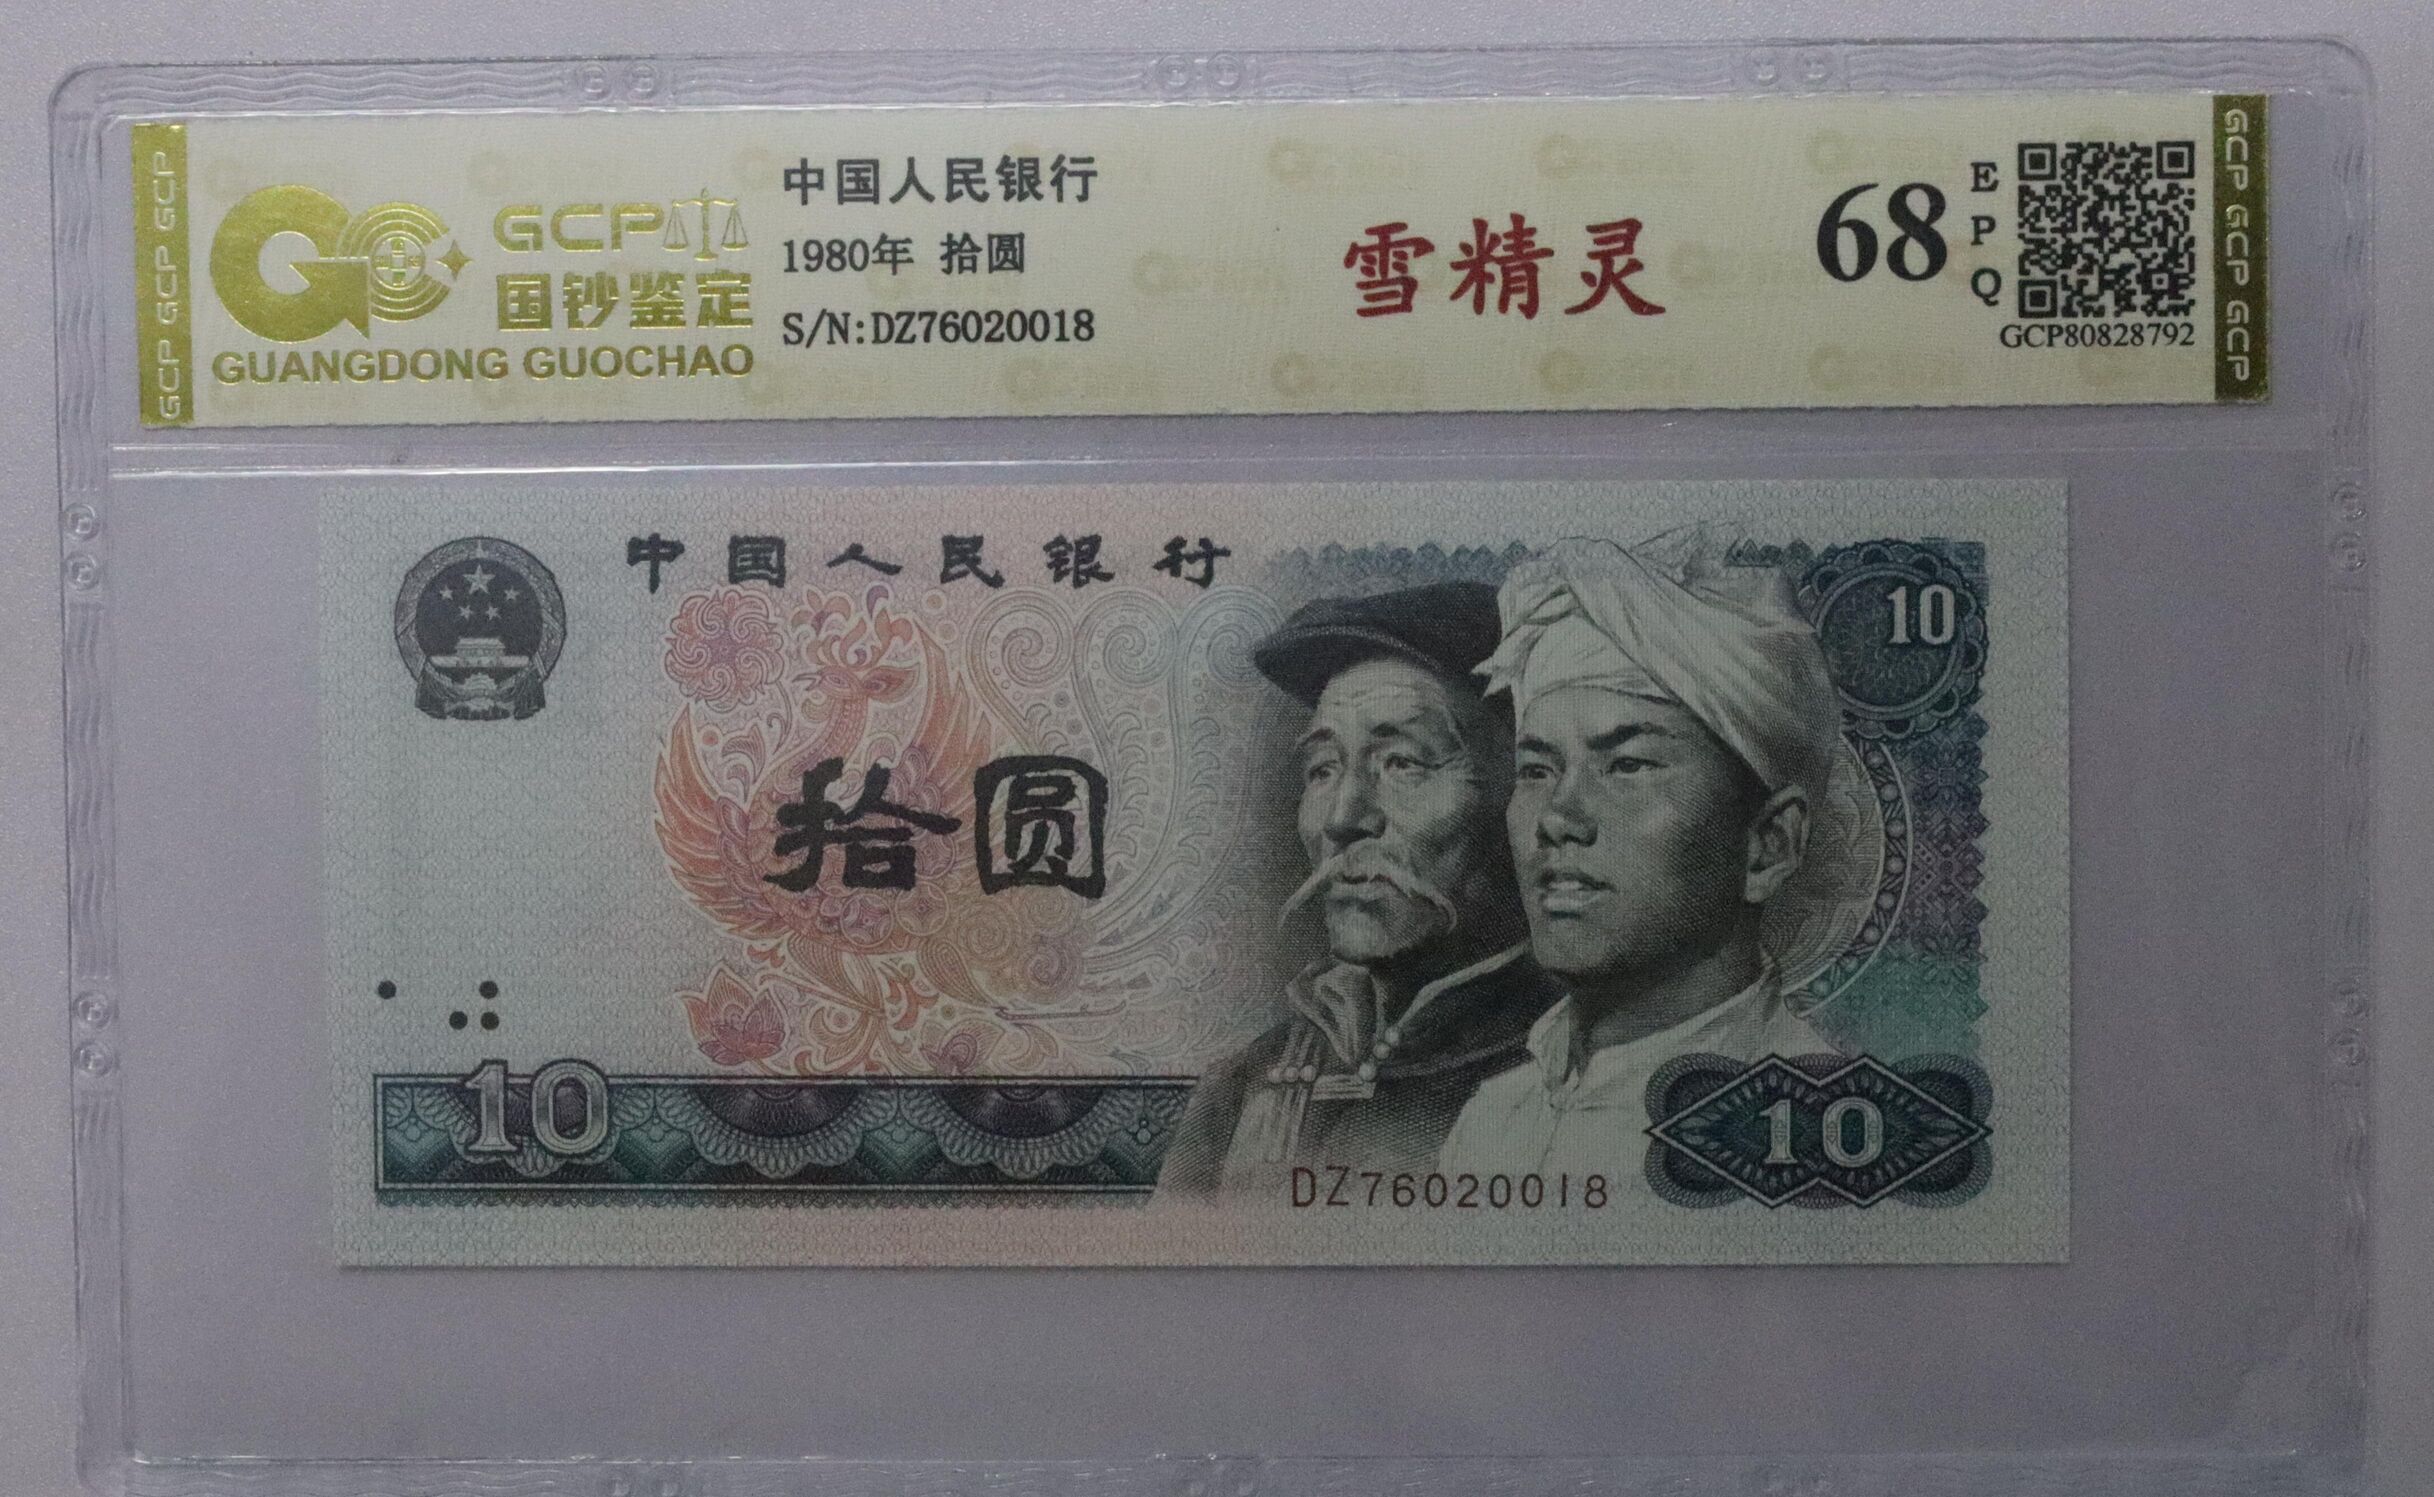 GCP GCP GCP
GCP
国钞鉴定
GUANGDONG GUOCHAO
中国人民银行
1980年 拾圆
S/N:DZ76020018
雪精灵
68
E
P
Q
GCP80828792
GCP GCP GCP
中国人民银行
10
拾圆
10
10
DZ76020018